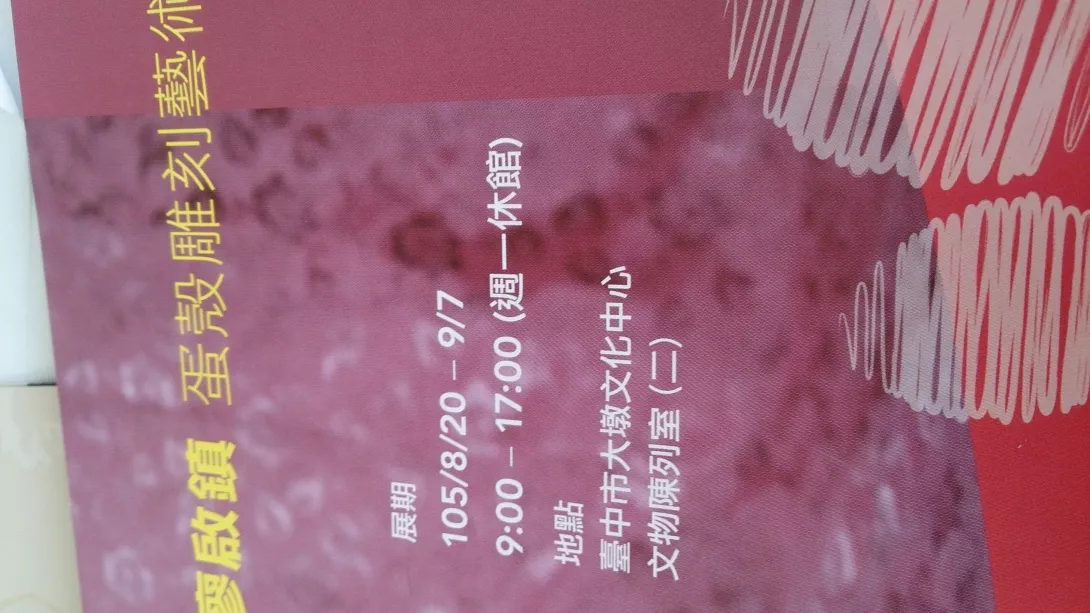 廖啟鎮 蛋殼雕刻藝術
展期
105/8/20 – 9/7
9:00 – 17:00 (週一休館)
地點
臺中市大墩文化中心
文物陳列室 (二)